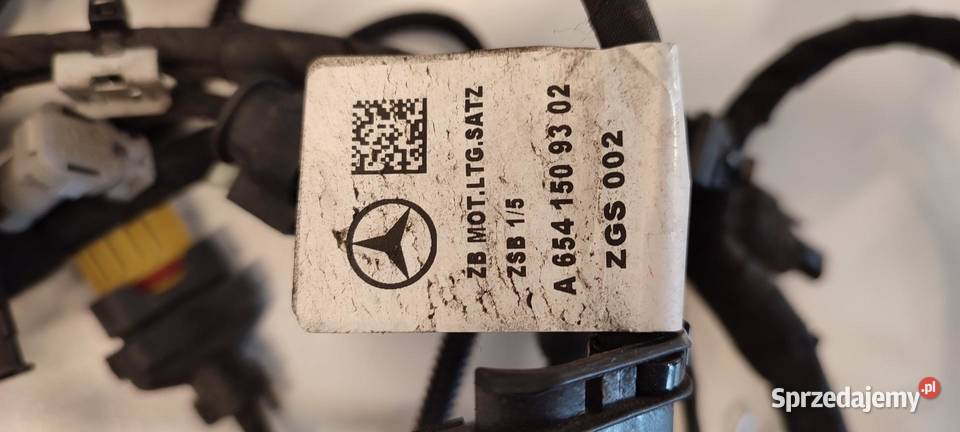 ZB MOT.LTG.SATZ
ZSB 1/5
A 654 150 93 02
ZGS 002
Sprzedajemy.pl